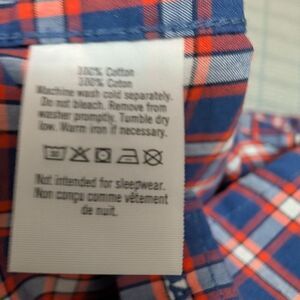 100% Cotton
100% Coton
Machine wash cold separately.
Do not bleach. Remove from
washer promptly. Tumble dry
low. Warm iron if necessary.
Not intended for sleepwear.
Non conçu comme vêtement
de nuit.